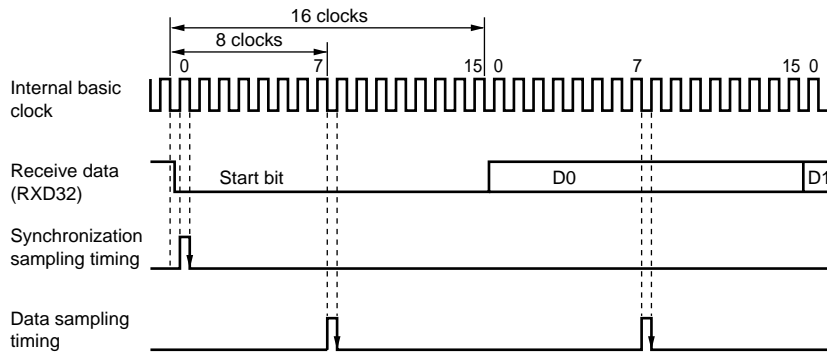 16 clocks
8 clocks
0 7 15 0 7 15 0
Internal basic
clock
Receive data
(RXD32)
Start bit D0 D1
Synchronization
sampling timing
Data sampling
timing